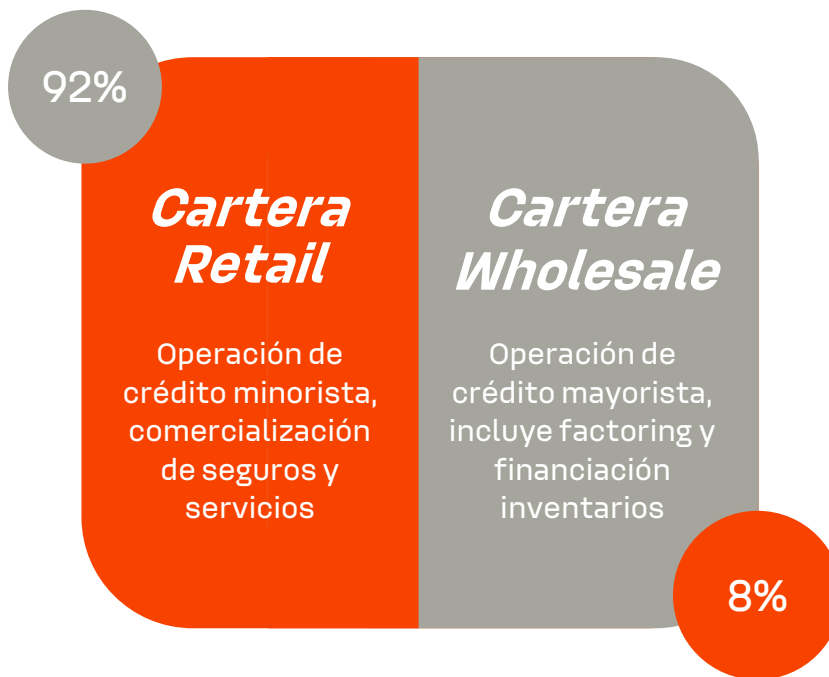 92%
Cartera
Retail
Operación de
crédito minorista,
comercialización
de seguros y
servicios
Cartera
Wholesale
Operación de
crédito mayorista,
incluye factoring y
financiación
inventarios
8%